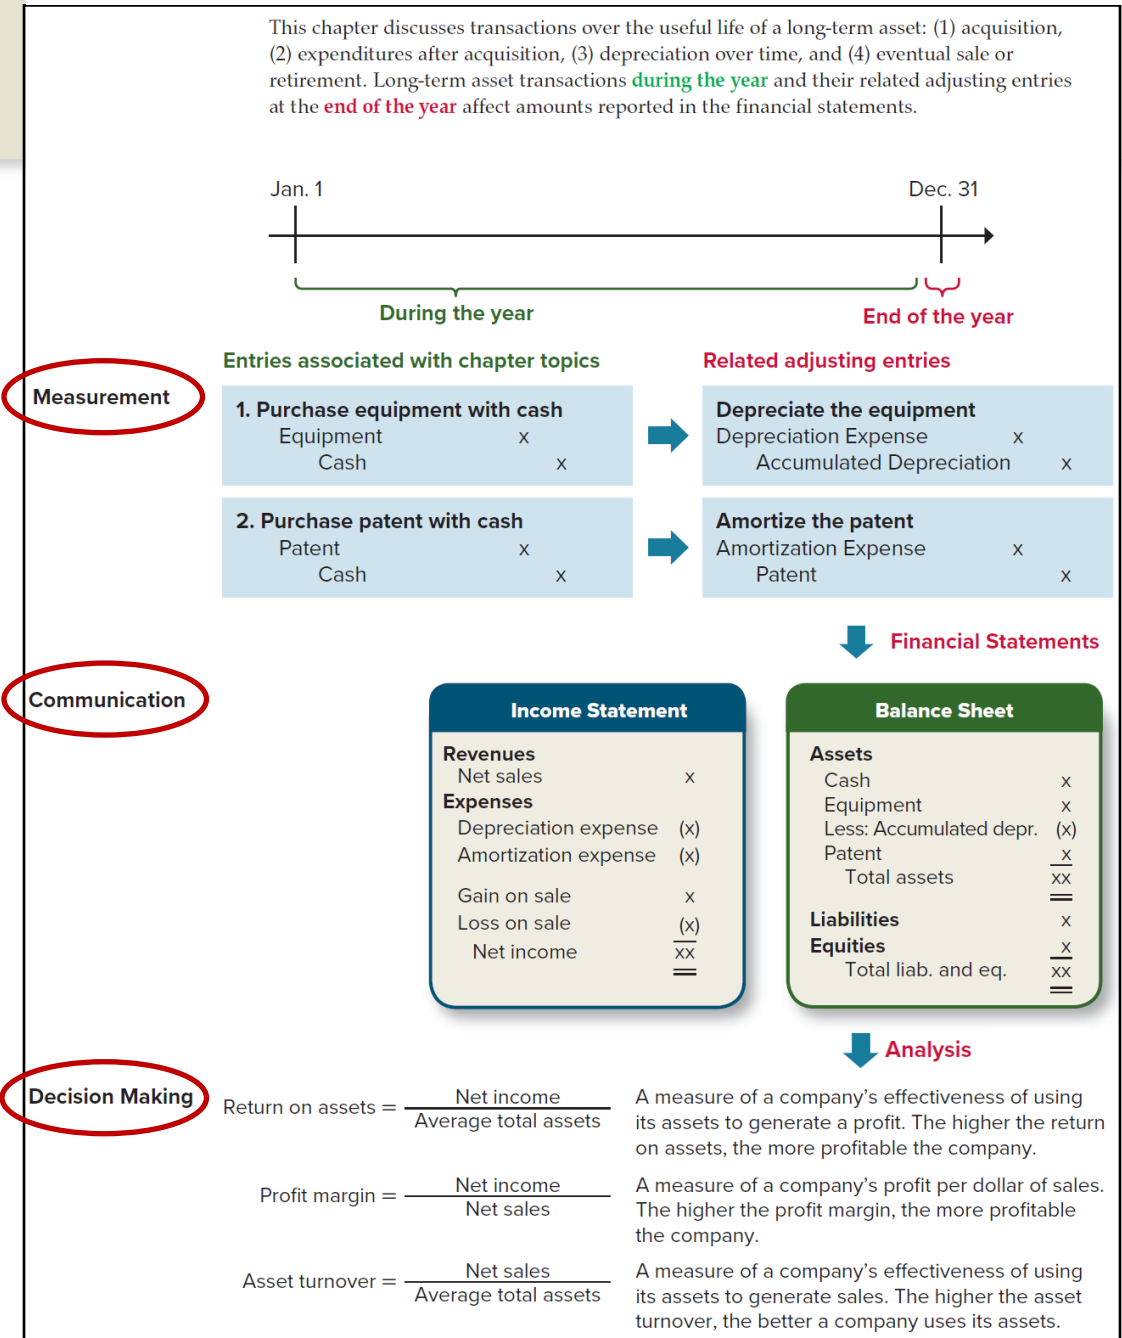 This chapter discusses transactions over the useful life of a long-term asset: (1) acquisition,
(2) expenditures after acquisition, (3) depreciation over time, and (4) eventual sale or
retirement. Long-term asset transactions during the year and their related adjusting entries
at the end of the year affect amounts reported in the financial statements.
Jan. 1 Dec. 31
During the year End of the year
Entries associated with chapter topics Related adjusting entries
Measurement
1. Purchase equipment with cash
Equipment x
Cash x
Depreciate the equipment
Depreciation Expense x
Accumulated Depreciation x
2. Purchase patent with cash
Patent x
Cash x
Amortize the patent
Amortization Expense x
Patent x
Financial Statements
Communication
Income Statement
Revenues
Net sales x
Expenses
Depreciation expense (x)
Amortization expense (x)
Gain on sale x
Loss on sale (x)
Net income xx
Balance Sheet
Assets
Cash x
Equipment x
Less: Accumulated depr. (x)
Patent x
Total assets xx
Liabilities x
Equities x
Total liab. and eq. xx
Analysis
Decision Making
Return on assets = Net income
Average total assets
A measure of a company’s effectiveness of using
its assets to generate a profit. The higher the return
on assets, the more profitable the company.
Profit margin = Net income
Net sales
A measure of a company’s profit per dollar of sales.
The higher the profit margin, the more profitable
the company.
Asset turnover = Net sales
Average total assets
A measure of a company’s effectiveness of using
its assets to generate sales. The higher the asset
turnover, the better a company uses its assets.